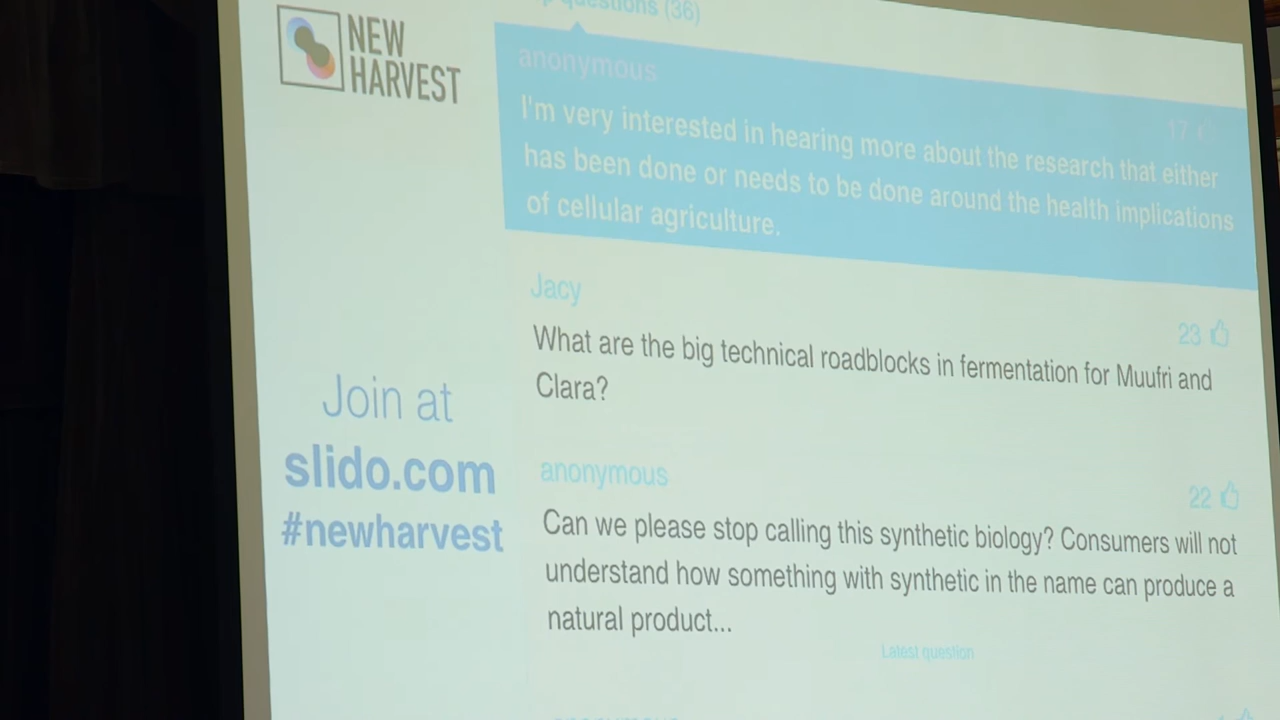 NEW
HARVEST
questions (36)
anonymous
17
I'm very interested in hearing more about the research that either
has been done or needs to be done around the health implications
of cellular agriculture.
Jacy
23
What are the big technical roadblocks in fermentation for Muufri and
Clara?
Join at
slido.com
#newharvest
anonymous
22
Can we please stop calling this synthetic biology? Consumers will not
understand how something with synthetic in the name can produce a
natural product...
Latest question